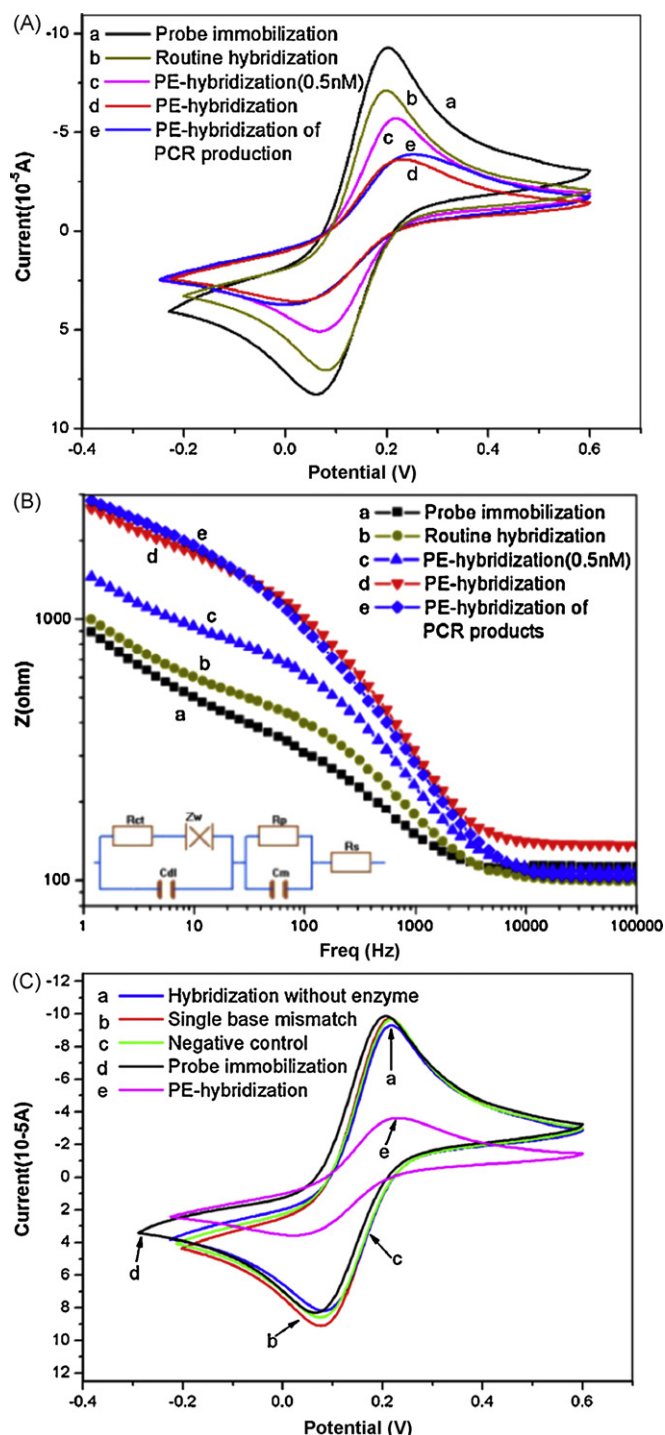 (A)
a Probe immobilization
b Routine hybridization
c PE-hybridization(0.5nM)
d PE-hybridization
e PE-hybridization of
PCR production
a
b
c
e
d
Current(10⁻⁵A)
-10
-5
0
5
10
-0.4 -0.2 0.0 0.2 0.4 0.6
Potential (V)
(B)
a Probe immobilization
b Routine hybridization
c PE-hybridization(0.5nM)
d PE-hybridization
e PE-hybridization of
PCR products
e
d
c
b
a
Z(ohm)
1000
100
Rct Zw Rp
Rs
Cdl Cm
1 10 100 1000 10000 100000
Freq (Hz)
(C)
a Hybridization without enzyme
b Single base mismatch
c Negative control
d Probe immobilization
e PE-hybridization
a
e
d
c
b
Current(10-5A)
-12
-10
-8
-6
-4
-2
0
2
4
6
8
10
12
-0.4 -0.2 0.0 0.2 0.4 0.6
Potential (V)